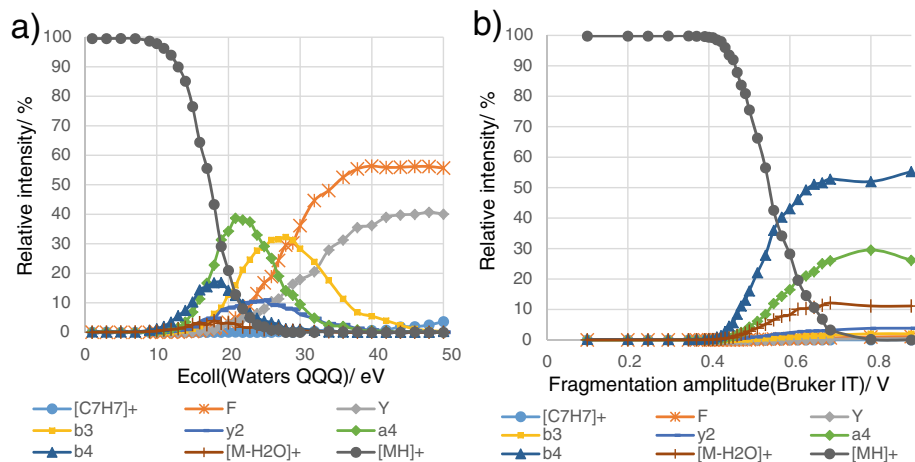 a)
Relative intensity/ %
100
90
80
70
60
50
40
30
20
10
0
0 10 20 30 40 50
Ecoll(Waters QQQ)/ eV
[C7H7]+ F Y
b3 y2 a4
b4 [M-H2O]+ [MH]+
b)
Relative intensity/ %
100
90
80
70
60
50
40
30
20
10
0
0 0.2 0.4 0.6 0.8
Fragmentation amplitude(Bruker IT)/ V
[C7H7]+ F Y
b3 y2 a4
b4 [M-H2O]+ [MH]+